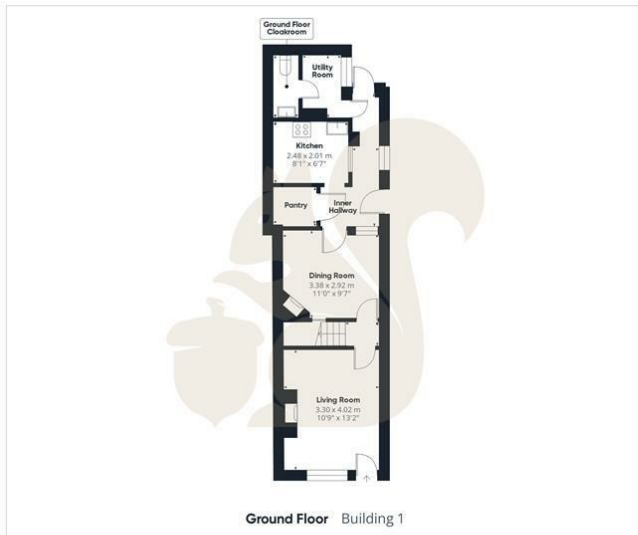 Ground Floor
Cloakroom
Utility
Room
Kitchen
2.48 x 2.01 m
8'1" x 6'7"
Pantry
Inner
Hallway
Dining Room
3.38 x 2.92 m
11'0" x 9'7"
Living Room
3.30 x 4.02 m
10'9" x 13'2"
Ground Floor Building 1